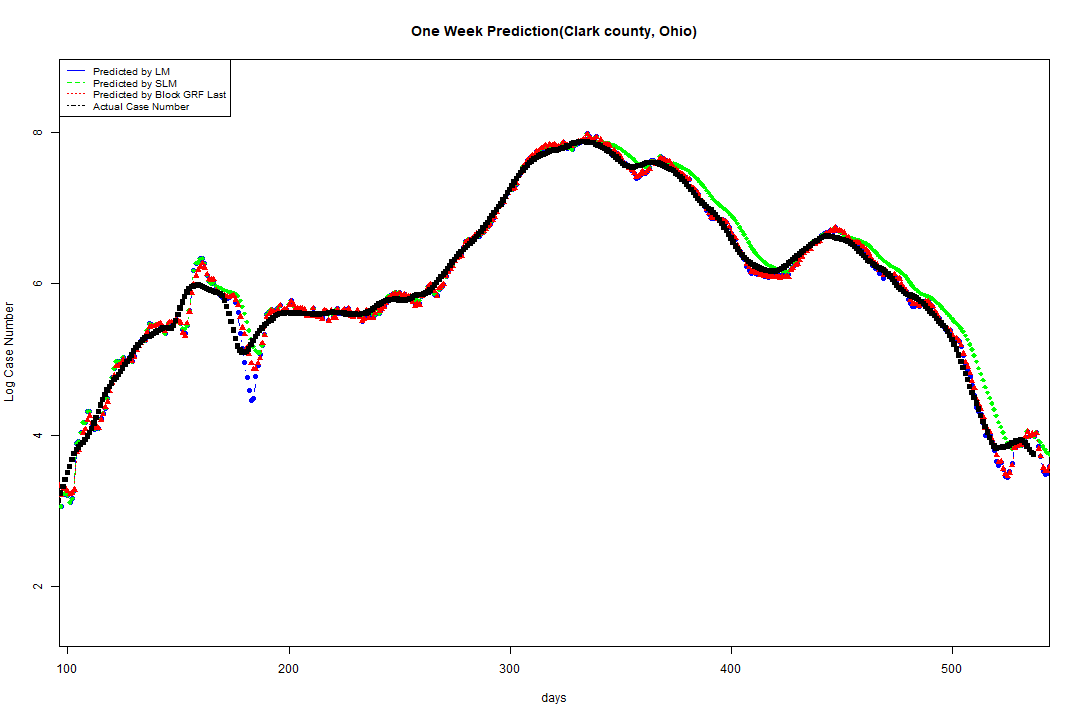 One Week Prediction(Clark county, Ohio)
Predicted by LM
Predicted by SLM
Predicted by Block GRF Last
Actual Case Number
8
6
4
2
Log Case Number
100 200 300 400 500
days